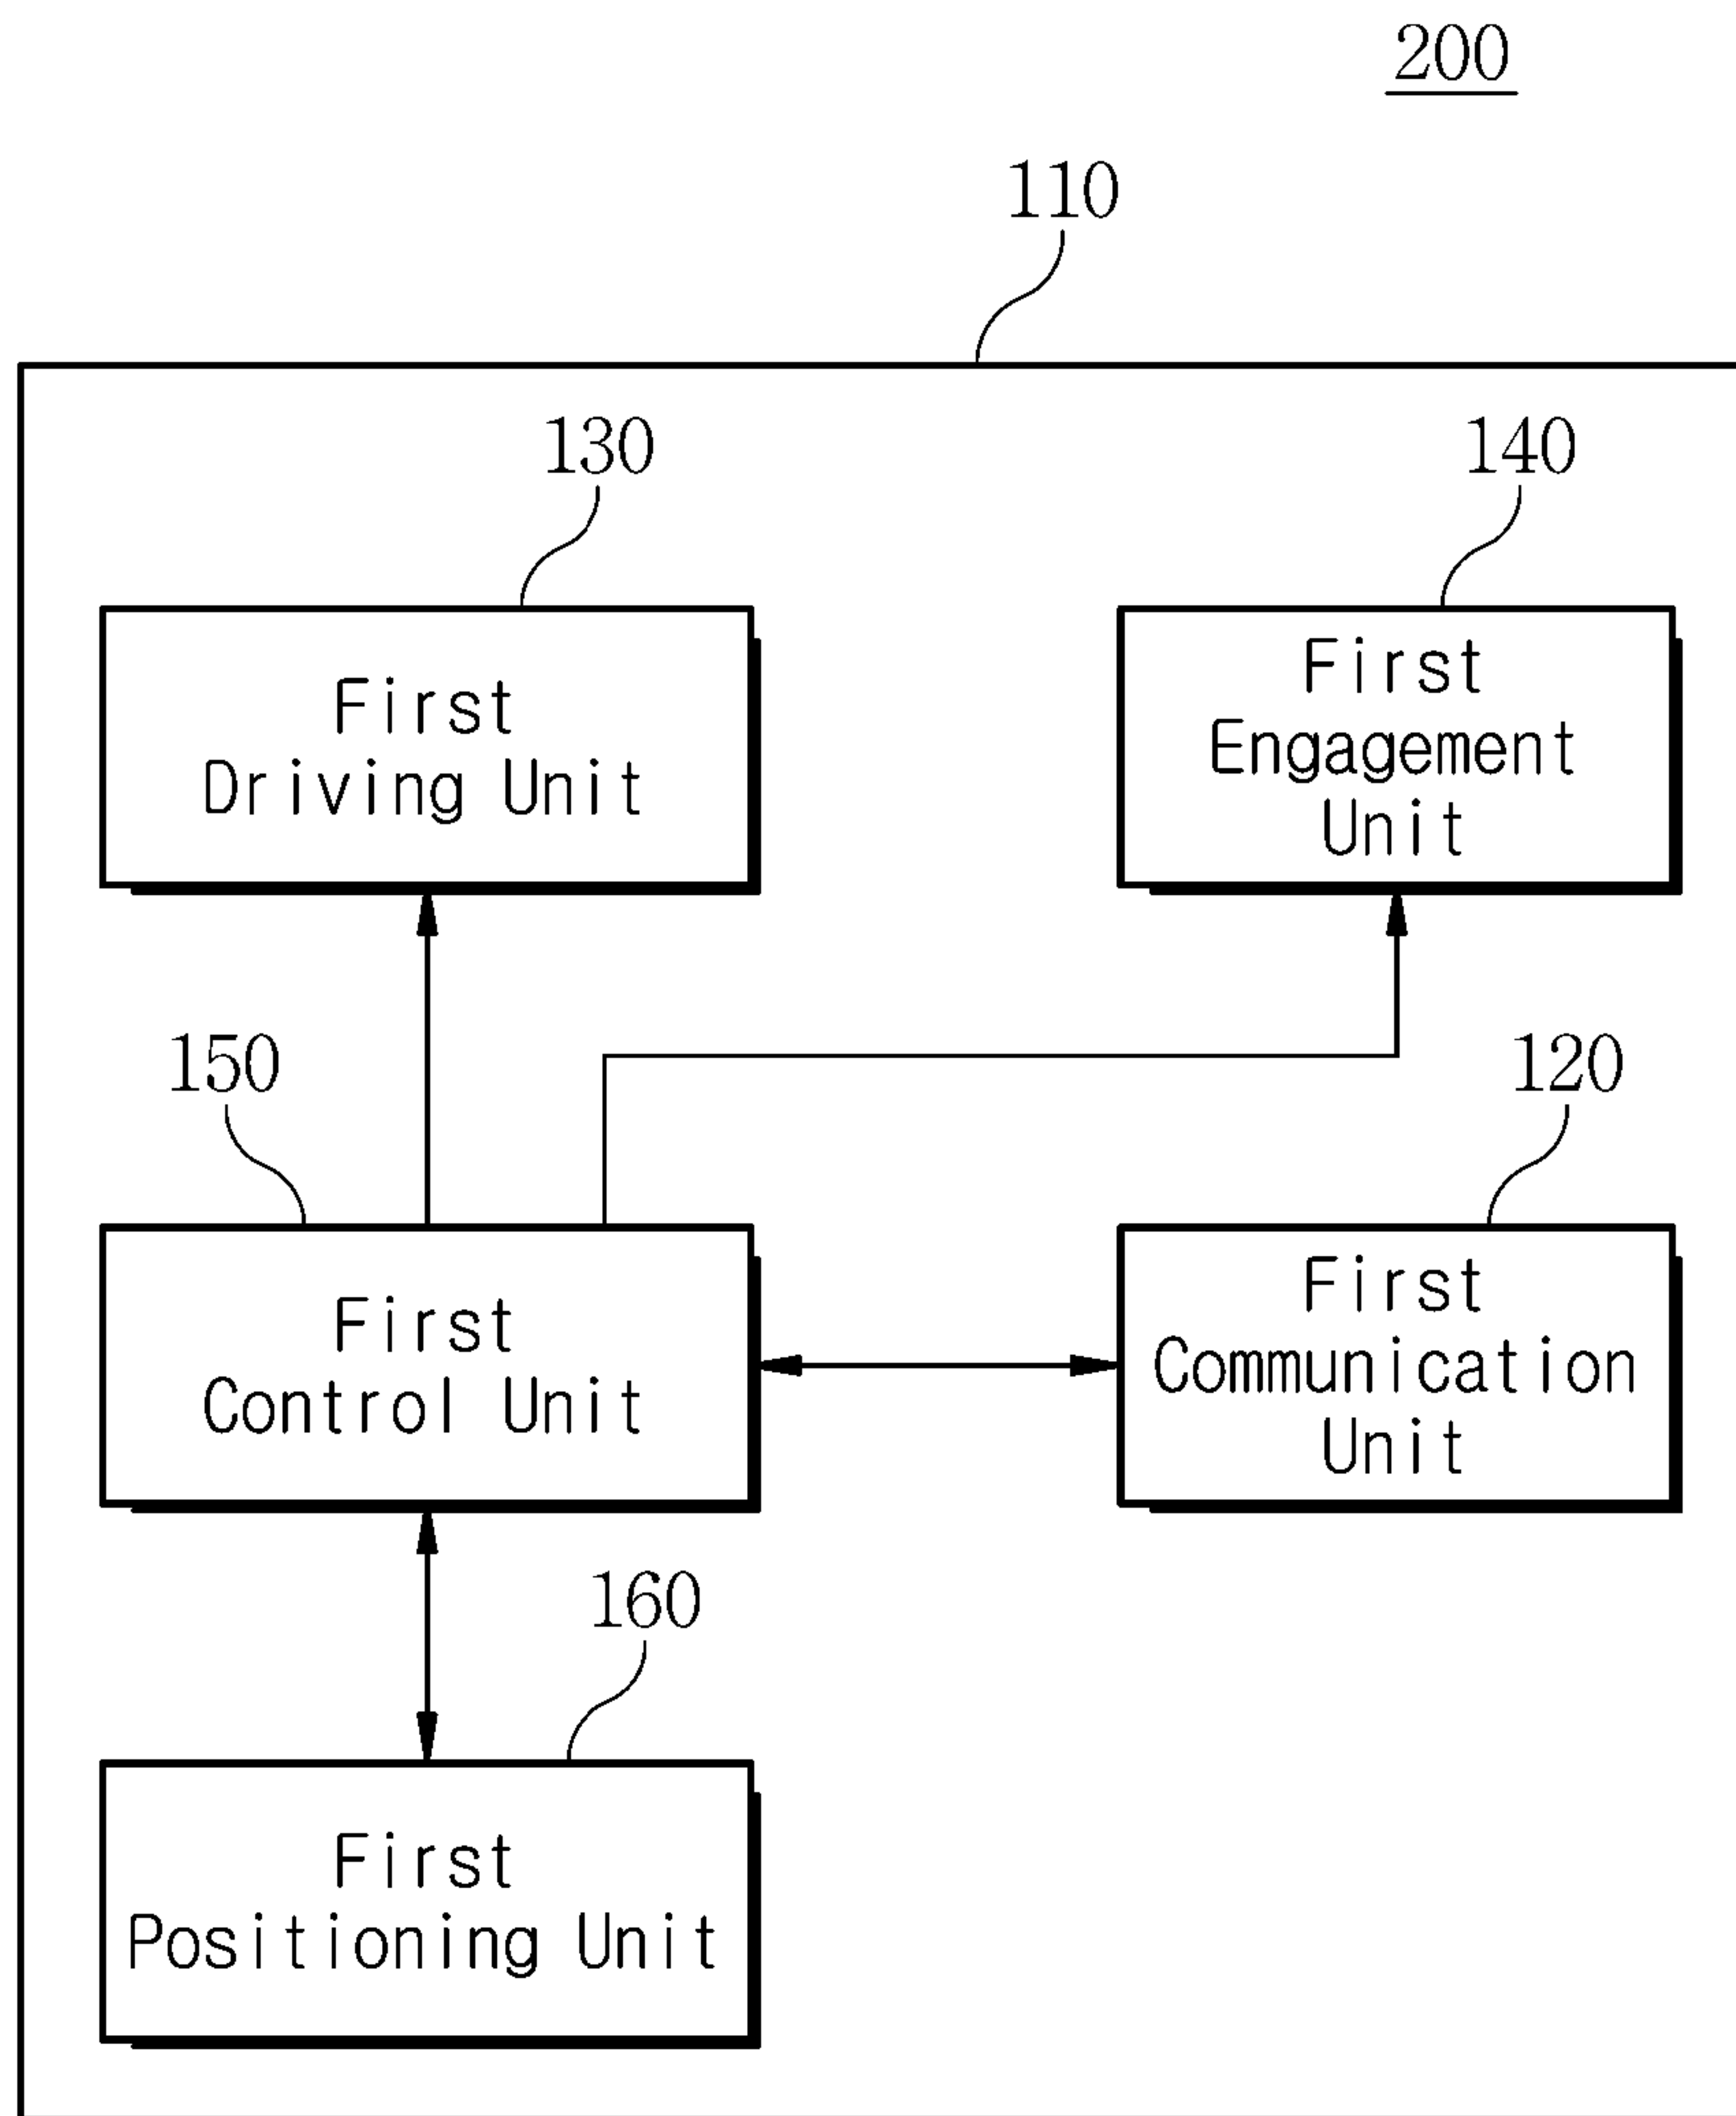 200
110
130
140
First
Driving Unit
First
Engagement
Unit
150
120
First
Control Unit
First
Communication
Unit
160
First
Positioning Unit